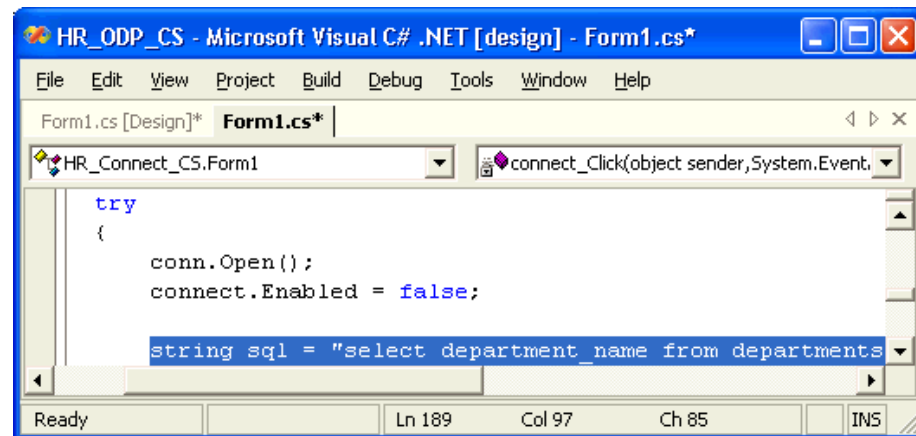 HR_ODP_CS - Microsoft Visual C# .NET [design] - Form1.cs*
File Edit View Project Build Debug Tools Window Help
Form1.cs [Design]* Form1.cs*
HR_Connect_CS.Form1 connect_Click(object sender,System.Event.
try
{
conn.Open();
connect.Enabled = false;
string sql = "select department_name from departments
Ready Ln 189 Col 97 Ch 85 INS